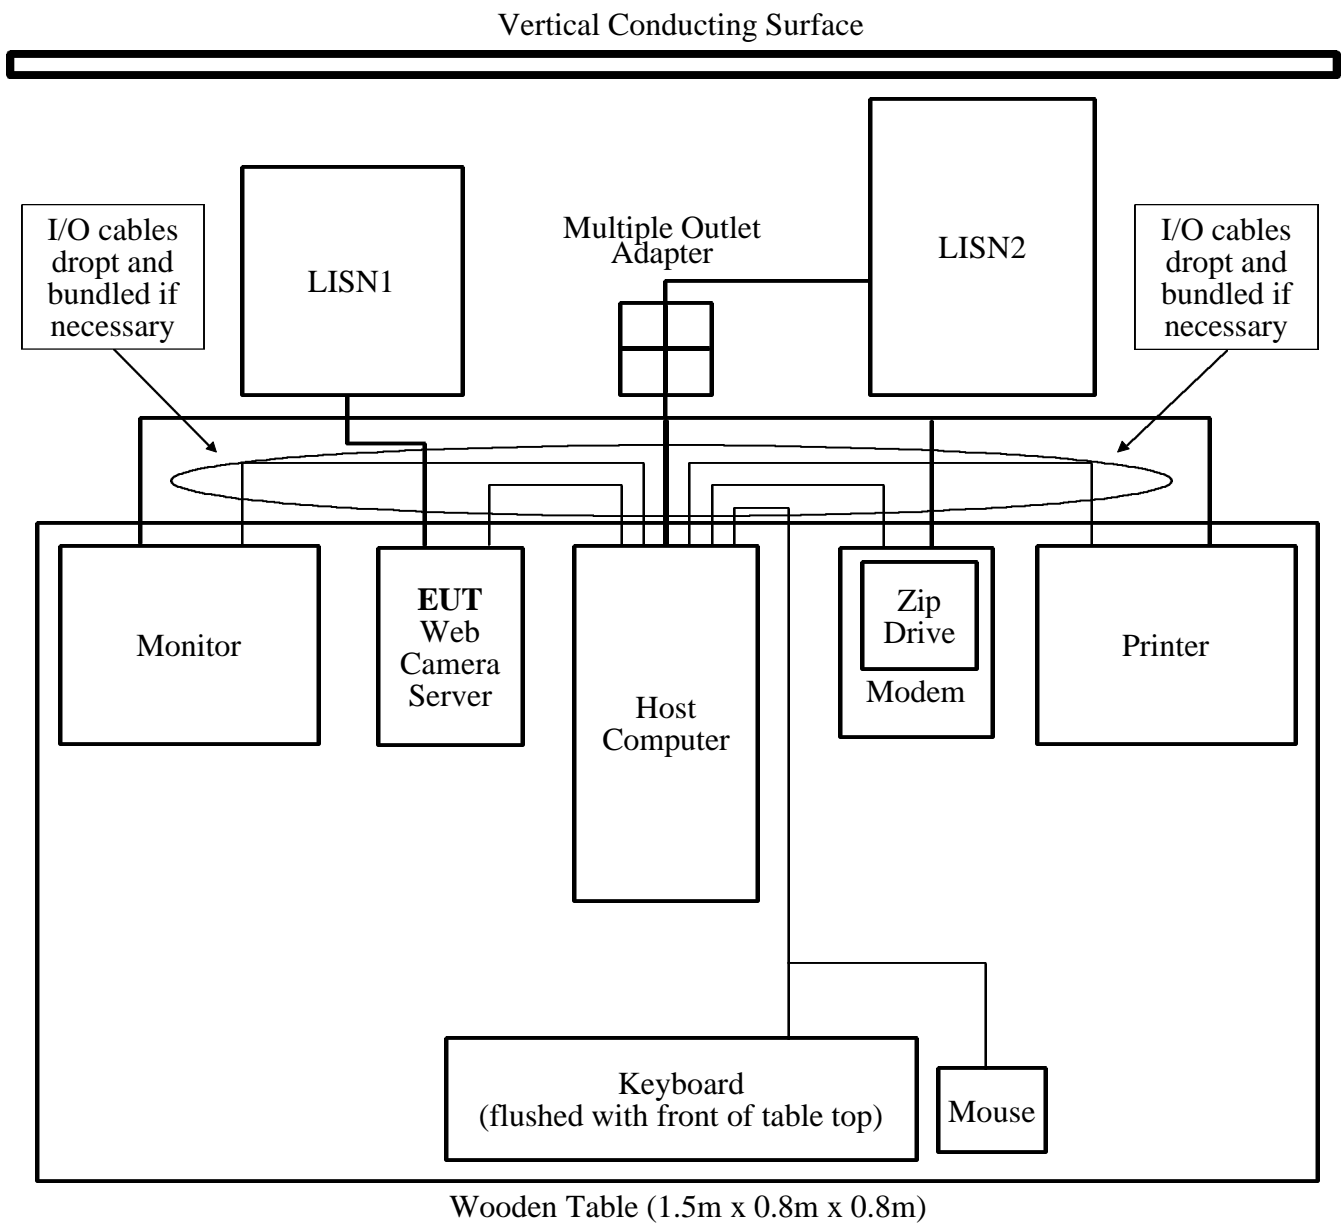 Vertical Conducting Surface
I/O cables
dropt and
bundled if
necessary
LISN1
Multiple Outlet
Adapter
LISN2
I/O cables
dropt and
bundled if
necessary
Monitor
EUT
Web
Camera
Server
Host
Computer
Zip
Drive
Modem
Printer
Keyboard
(flushed with front of table top)
Mouse
Wooden Table (1.5m x 0.8m x 0.8m)